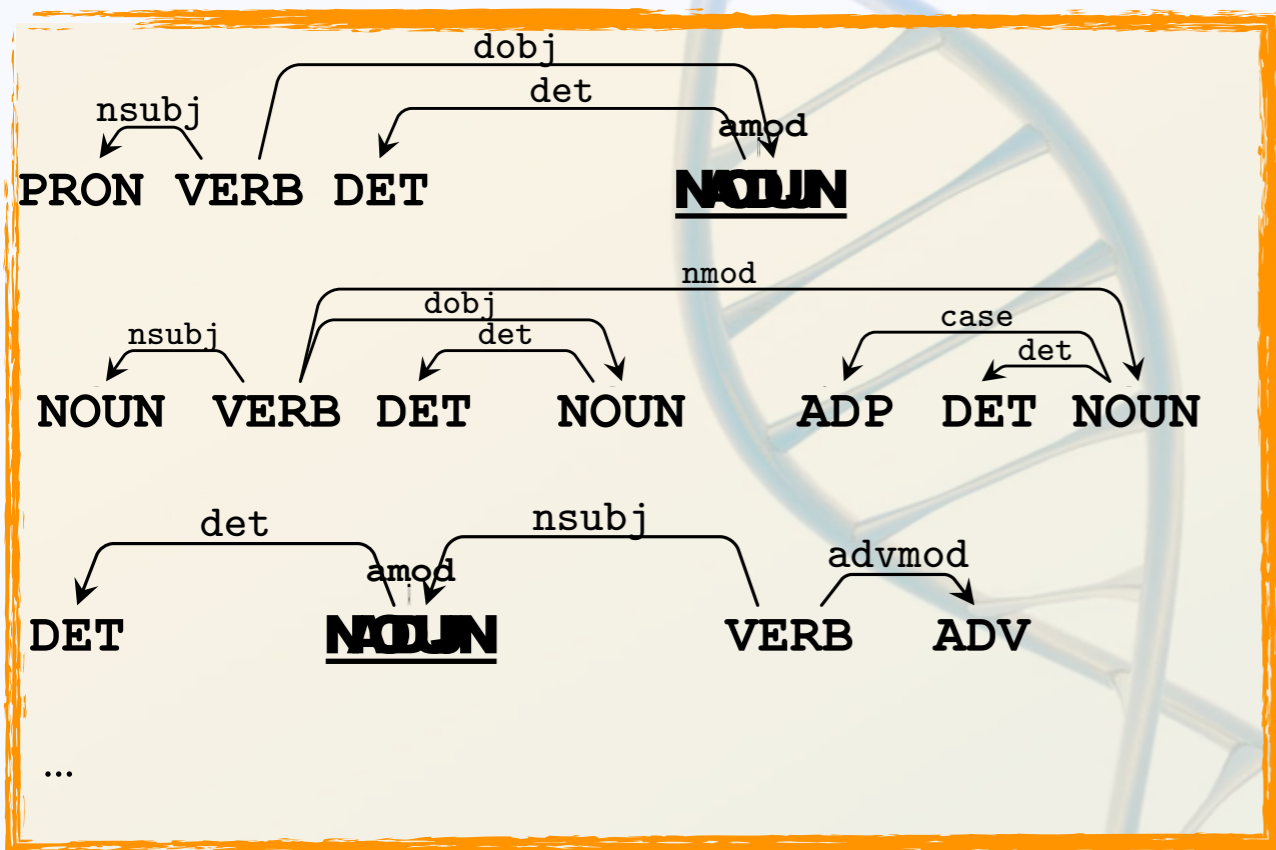 dobj
det
nsubj
amod
PRON VERB DET
nmod
dobj
nsubj det case
det
NOUN VERB DET NOUN ADP DET NOUN
det nsubj
advmod
amod
DET VERB ADV
...